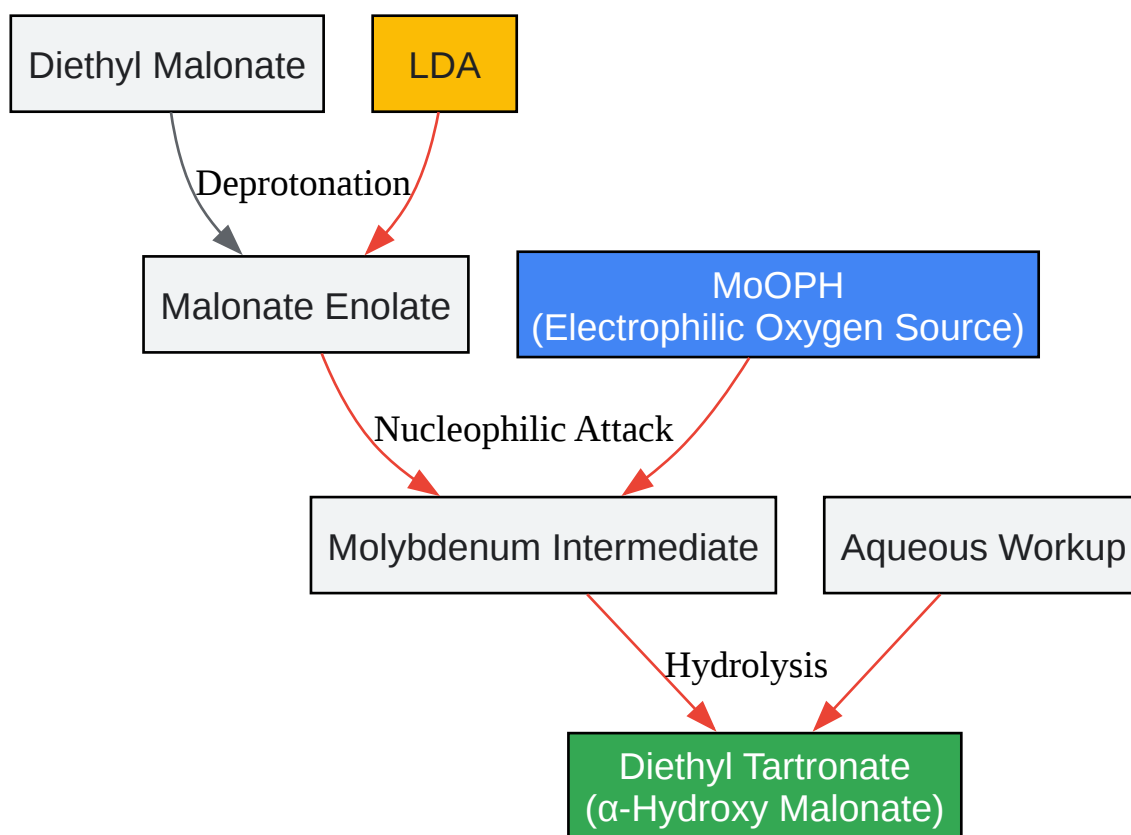 Diethyl Malonate
LDA
Deprotonation
Malonate Enolate
MoOPH
(Electrophilic Oxygen Source)
Nucleophilic Attack
Molybdenum Intermediate
Aqueous Workup
Hydrolysis
Diethyl Tartronate
(α-Hydroxy Malonate)